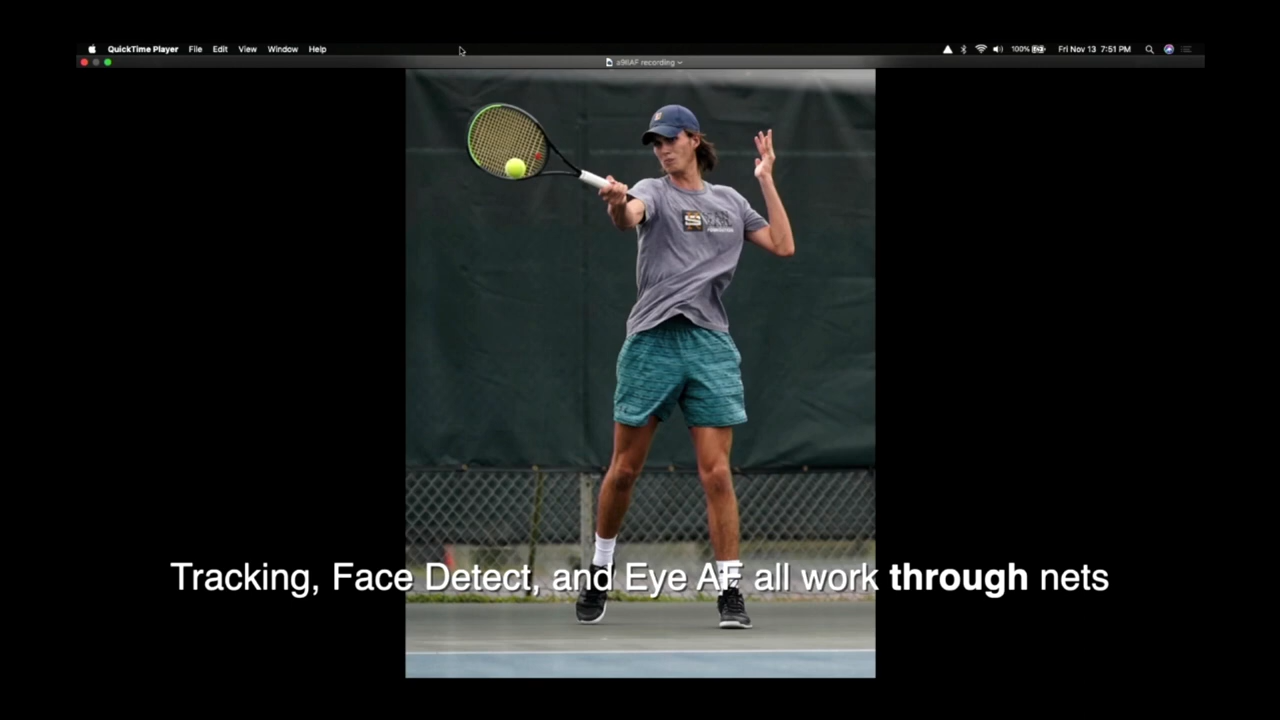 QuickTime Player File Edit View Window Help 100% Fri Nov 13 7:51 PM
a9IIAF recording
S
Tracking, Face Detect, and Eye AF all work through nets